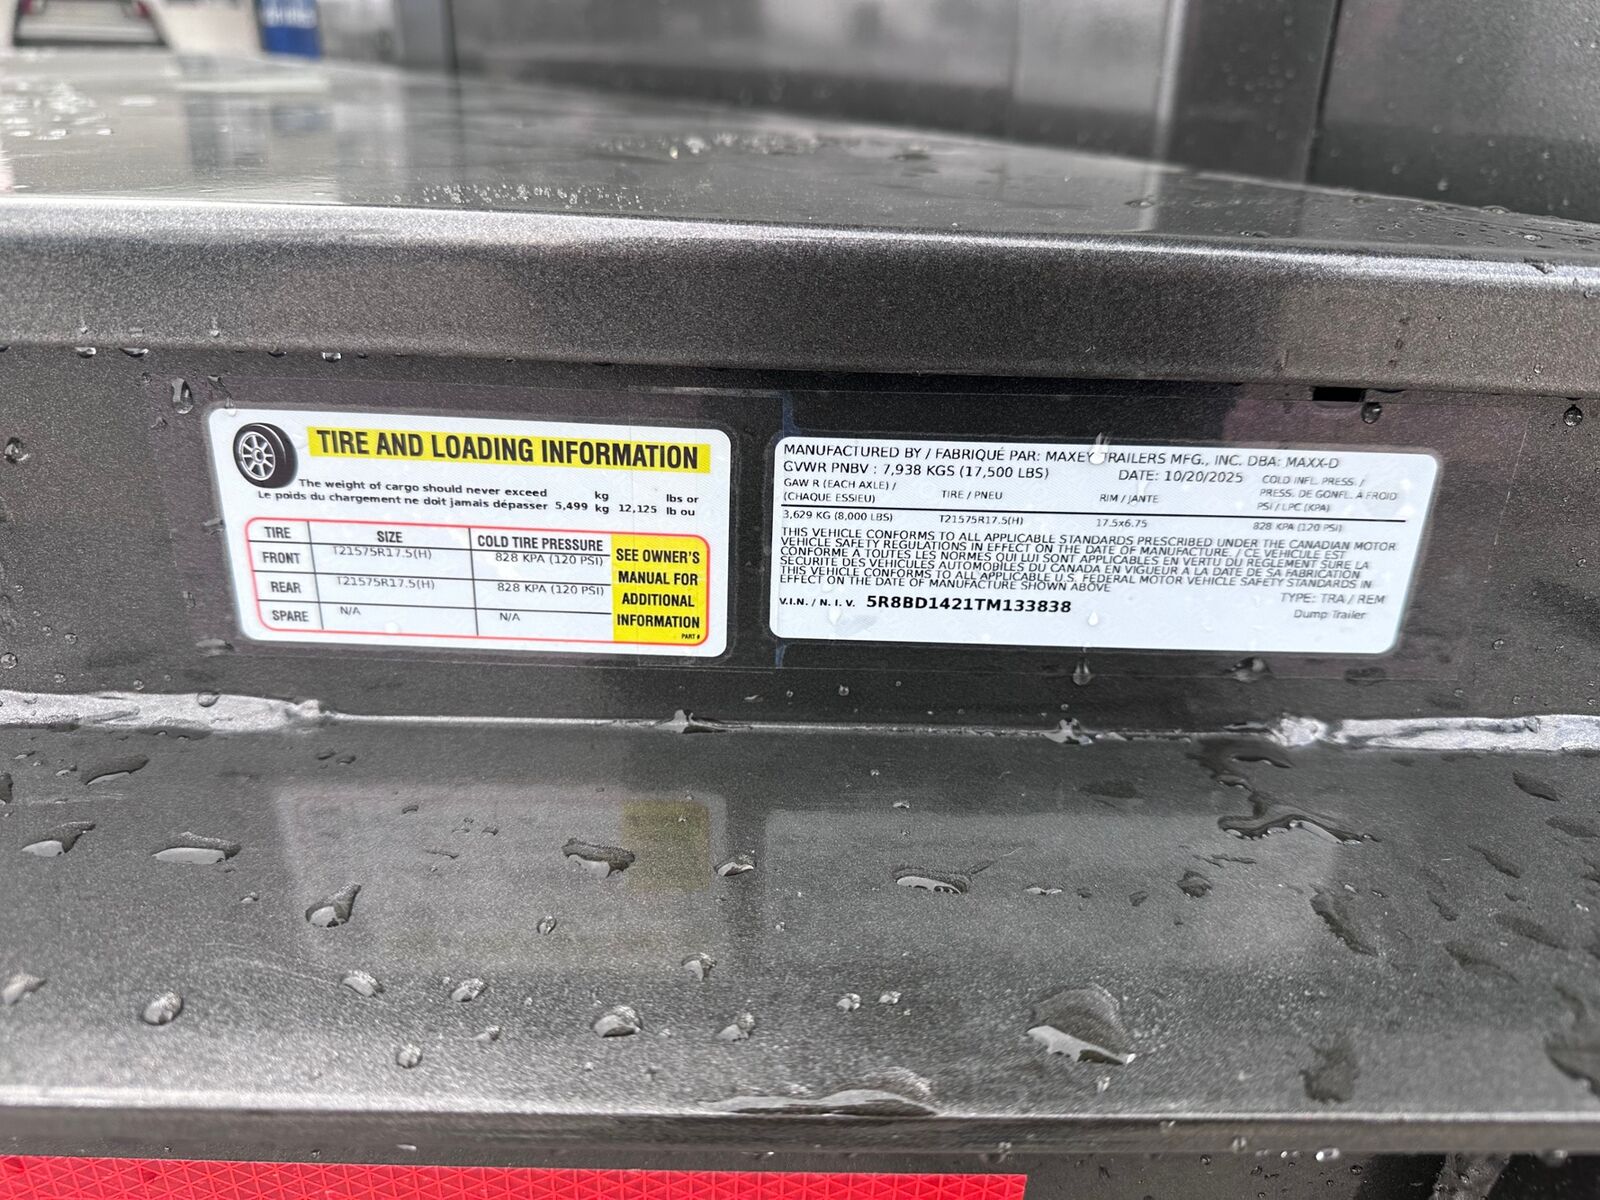 TIRE AND LOADING INFORMATION
The weight of cargo should never exceed kg lbs or
Le poids du chargement ne doit jamais dépasser 5,499 kg 12,125 lb ou
TIRE SIZE COLD TIRE PRESSURE
FRONT T21575R17.5(H) 828 KPA (120 PSI)
REAR T21575R17.5(H) 828 KPA (120 PSI)
SPARE N/A N/A
SEE OWNER'S
MANUAL FOR
ADDITIONAL
INFORMATION
PART #
MANUFACTURED BY / FABRIQUÉ PAR: MAXEY TRAILERS MFG., INC. DBA: MAXX-D
GVWR PNBV : 7,938 KGS (17,500 LBS) DATE: 10/20/2025
GAW R (EACH AXLE) /
(CHAQUE ESSIEU) TIRE / PNEU RIM / JANTE
COLD INFL. PRESS. /
PRESS. DE GONFL. A FROID
PSI / LPC (KPA)
3,629 KG (8,000 LBS) T21575R17.5(H) 17.5x6.75 828 KPA (120 PSI)
THIS VEHICLE CONFORMS TO ALL APPLICABLE STANDARDS PRESCRIBED UNDER THE CANADIAN MOTOR
VEHICLE SAFETY REGULATIONS IN EFFECT ON THE DATE OF MANUFACTURE. / CE VEHICULE EST
CONFORME A TOUTES LES NORMES QUI LUI SONT APPLICABLES EN VERTU DU REGLEMENT SURE LA
SECURITE DES VEHICULES AUTOMOBILES DU CANADA EN VIGUEUR A LA DATE DE SA FABRICATION
THIS VEHICLE CONFORMS TO ALL APPLICABLE U.S. FEDERAL MOTOR VEHICLE SAFETY STANDARDS IN
EFFECT ON THE DATE OF MANUFACTURE SHOWN ABOVE
V.I.N. / N. I. V. 5R8BD1421TM133838
TYPE: TRA / REM
Dump Trailer